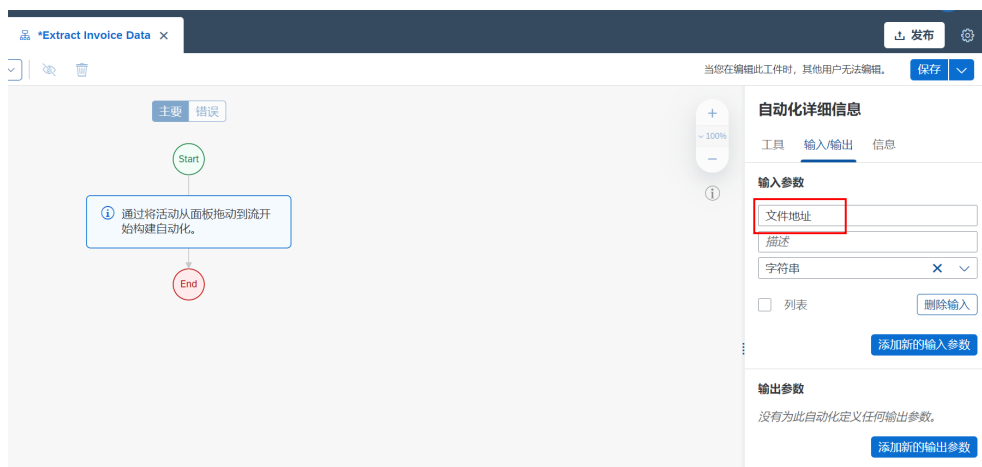 *Extract Invoice Data
发布
当您在编辑此工件时，其他用户无法编辑。
保存
主要 错误
100%
Start
通过将活动从面板拖动到流开
始构建自动化。
End
自动化详细信息
工具 输入/输出 信息
输入参数
文件地址
描述
字符串
列表
删除输入
添加新的输入参数
输出参数
没有为此自动化定义任何输出参数。
添加新的输出参数